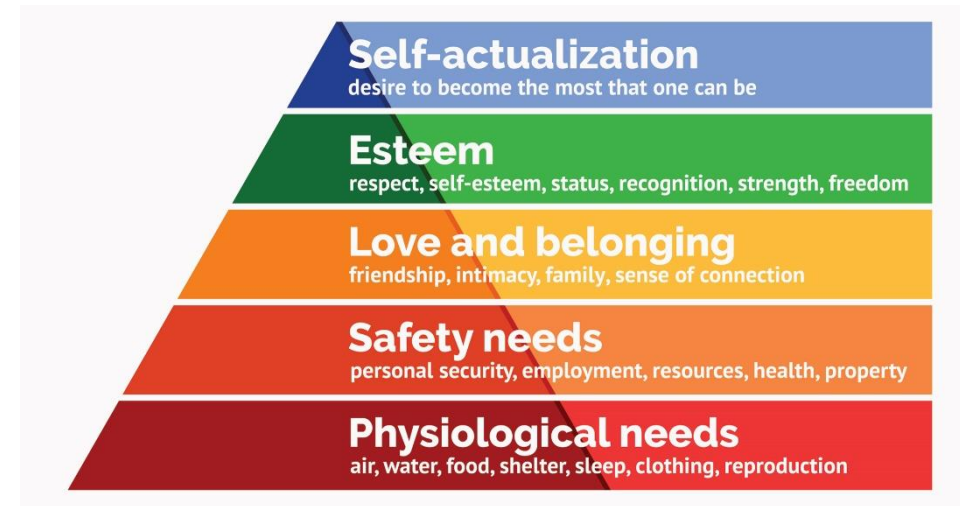 Self-actualization
desire to become the most that one can be
Esteem
respect, self-esteem, status, recognition, strength, freedom
Love and belonging
friendship, intimacy, family, sense of connection
Safety needs
personal security, employment, resources, health, property
Physiological needs
air, water, food, shelter, sleep, clothing, reproduction